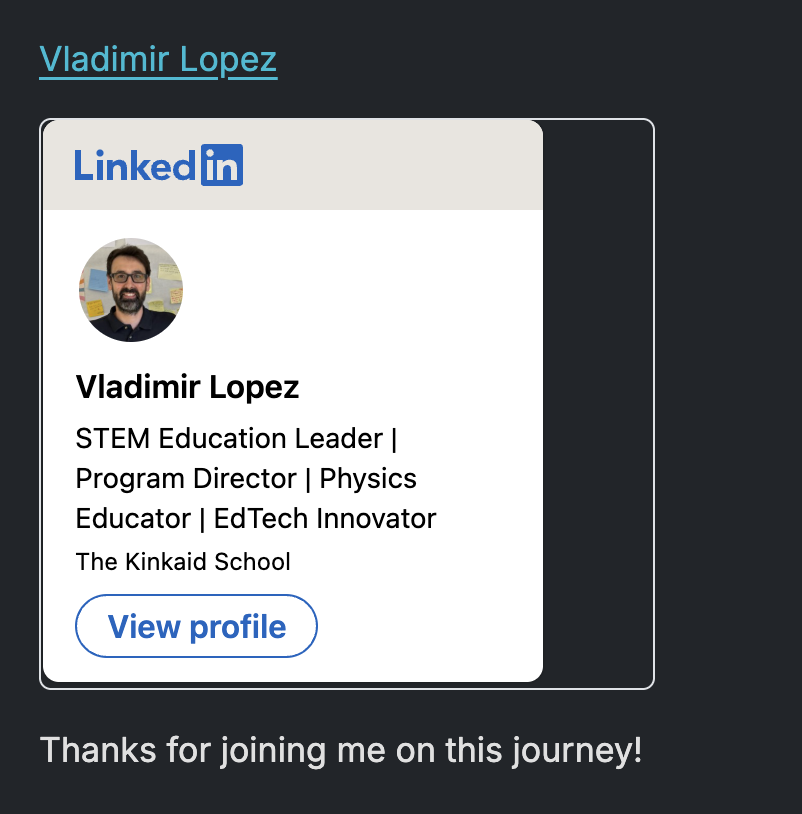 Vladimir Lopez
LinkedIn
Vladimir Lopez
STEM Education Leader |
Program Director | Physics
Educator | EdTech Innovator
The Kinkaid School
View profile
Thanks for joining me on this journey!